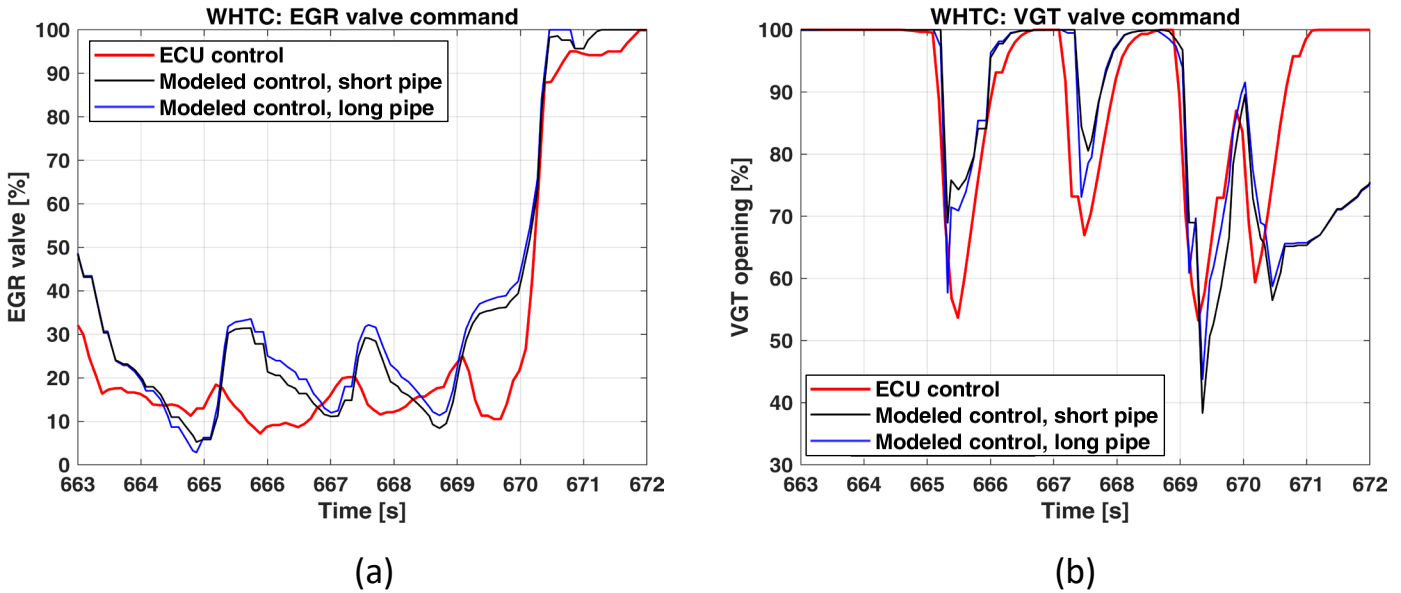 WHTC: EGR valve command
100
90
80
70
60
50
40
30
20
10
0
EGR valve [%]
ECU control
Modeled control, short pipe
Modeled control, long pipe
663 664 665 666 667 668 669 670 671 672
Time [s]
(a)
WHTC: VGT valve command
100
90
80
70
60
50
40
30
VGT opening [%]
ECU control
Modeled control, short pipe
Modeled control, long pipe
663 664 665 666 667 668 669 670 671 672
Time [s]
(b)